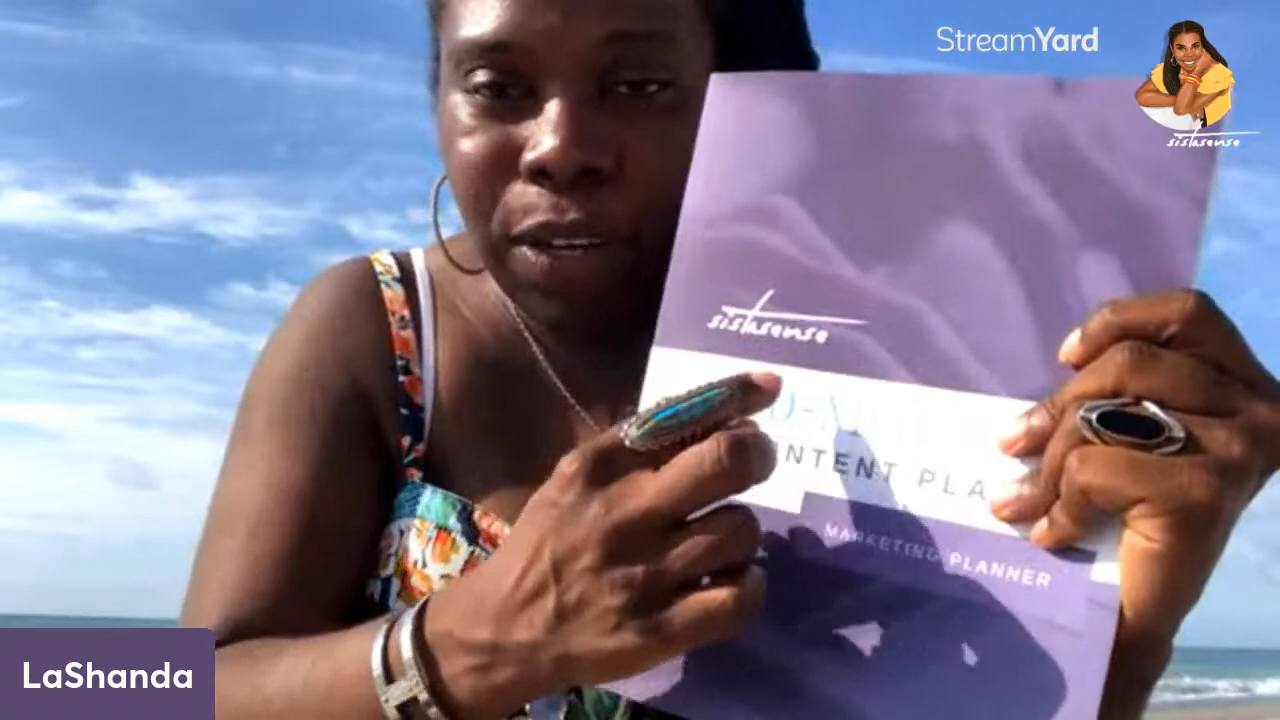 StreamYard
sistasense
sistasense
NTENT PLA
MARKETING PLANNER
LaShanda